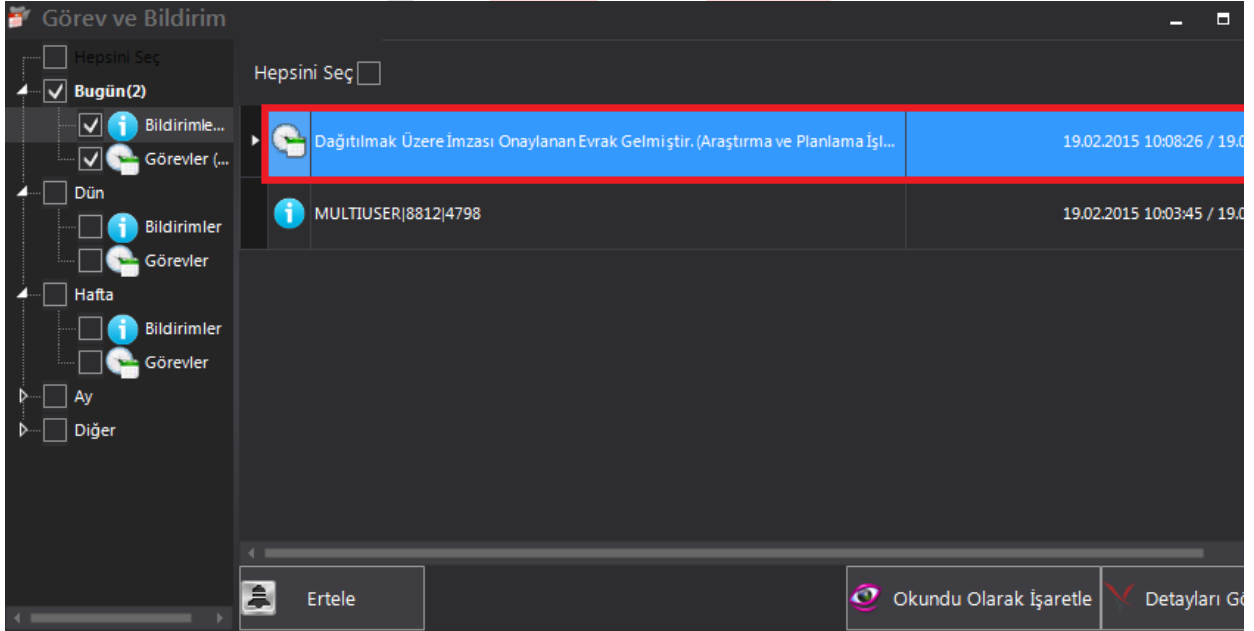 Görev ve Bildirim
Hepsini Seç
Bugün(2)
Bildirimle...
Görevler (...
Dün
Bildirimler
Görevler
Hafta
Bildirimler
Görevler
Ay
Diğer
Hepsini Seç
Dağıtılmak Üzere İmzası Onaylanan Evrak Gelmiştir. (Araştırma ve Planlama İşl... 19.02.2015 10:08:26 / 19.0
MULTIUSER|8812|4798 19.02.2015 10:03:45 / 19.0
Ertele
Okundu Olarak İşaretle
Detayları Gö